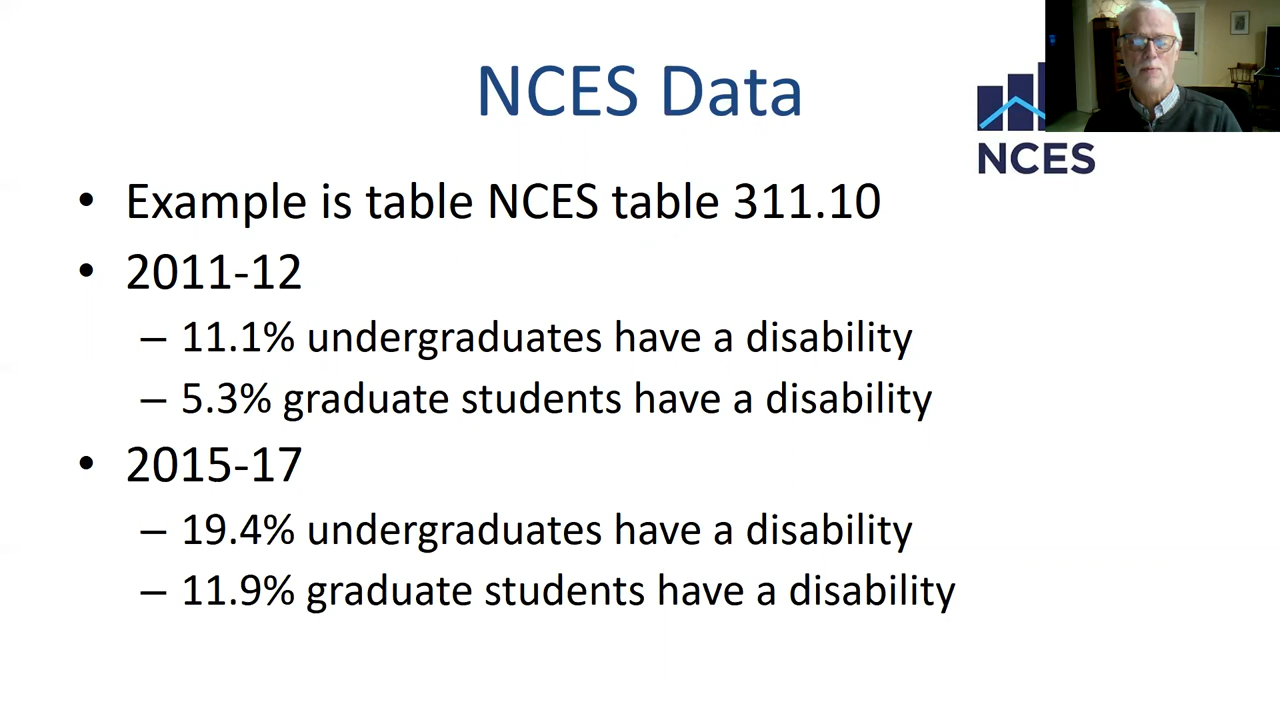 NCES Data
NCES
• Example is table NCES table 311.10
• 2011-12
– 11.1% undergraduates have a disability
– 5.3% graduate students have a disability
• 2015-17
– 19.4% undergraduates have a disability
– 11.9% graduate students have a disability